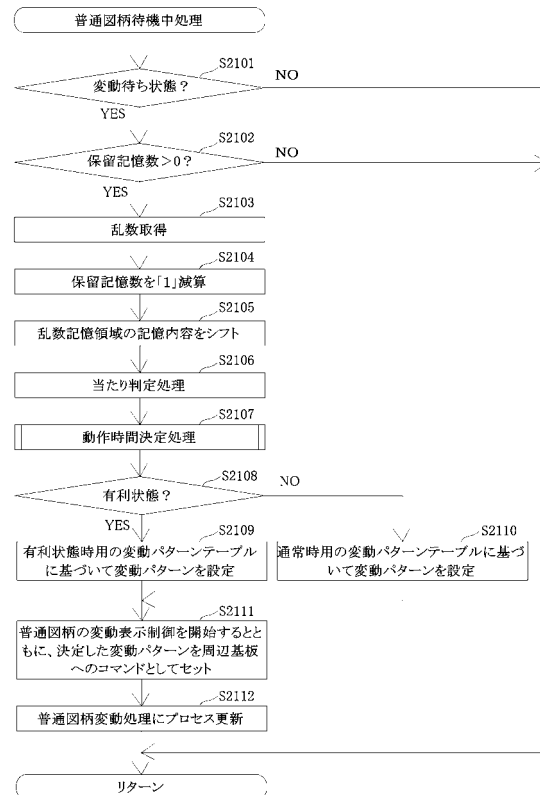 普通図柄待機中処理
S2101
変動待ち状態？
NO
YES
S2102
保留記憶数＞0？
NO
YES
S2103
乱数取得
S2104
保留記憶数を「1」減算
S2105
乱数記憶領域の記憶内容をシフト
S2106
当たり判定処理
S2107
動作時間決定処理
S2108
有利状態？
NO
YES
S2109
有利状態時用の変動パターンテーブル
に基づいて変動パターンを設定
S2110
通常時用の変動パターンテーブルに基づ
いて変動パターンを設定
S2111
普通図柄の変動表示制御を開始するとと
もに、決定した変動パターンを周辺基板
へのコマンドとしてセット
S2112
普通図柄変動処理にプロセス更新
リターン